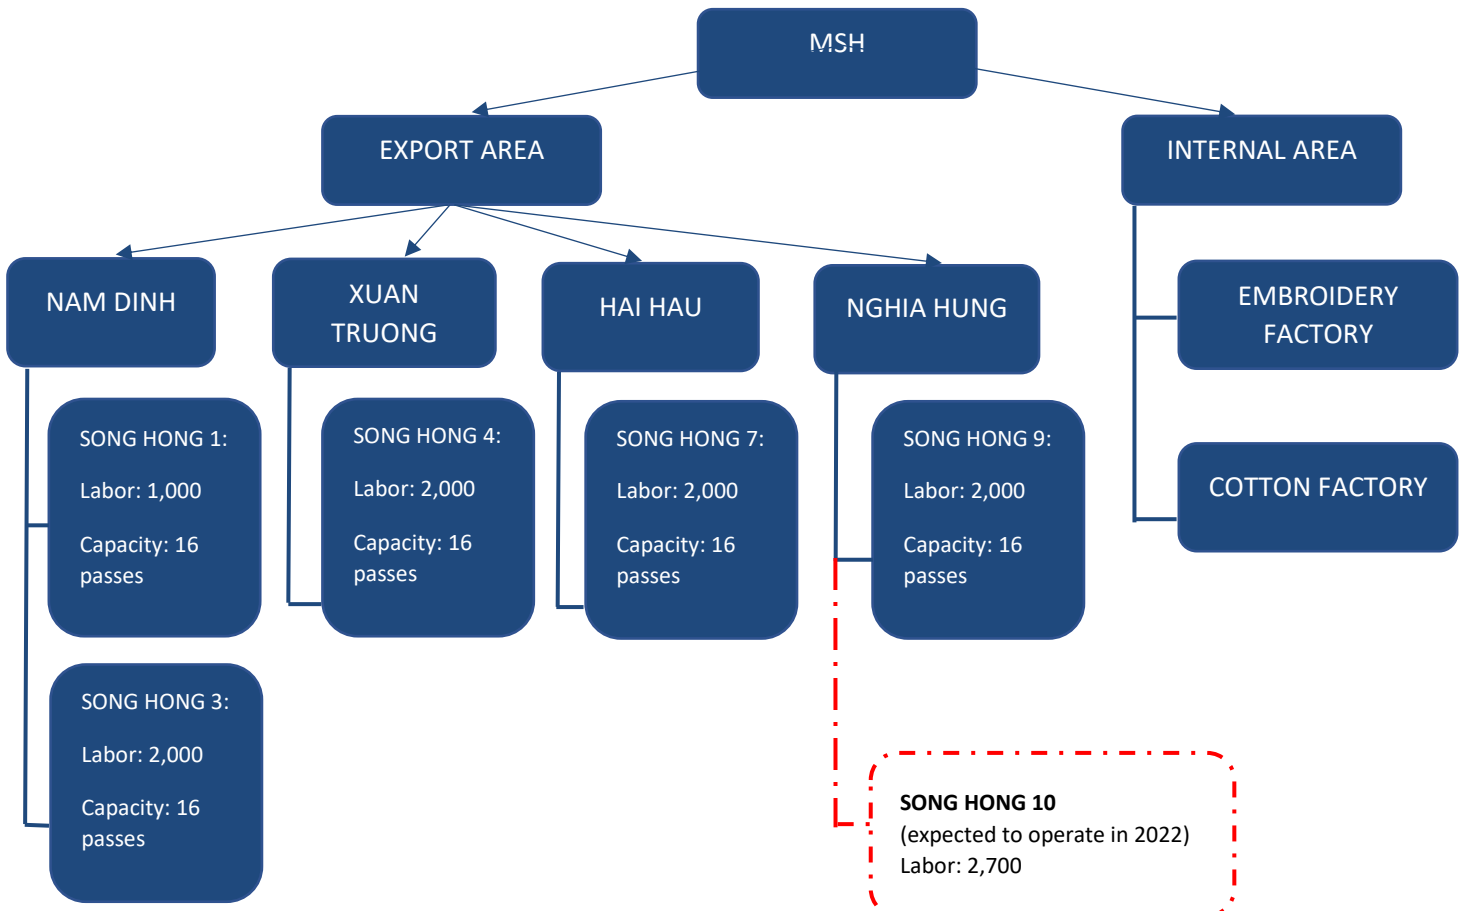 MSH
EXPORT AREA
INTERNAL AREA
NAM DINH
XUAN
TRUONG
HAI HAU
NGHIA HUNG
EMBROIDERY
FACTORY
COTTON FACTORY
SONG HONG 1:
Labor: 1,000
Capacity: 16
passes
SONG HONG 4:
Labor: 2,000
Capacity: 16
passes
SONG HONG 7:
Labor: 2,000
Capacity: 16
passes
SONG HONG 9:
Labor: 2,000
Capacity: 16
passes
SONG HONG 3:
Labor: 2,000
Capacity: 16
passes
SONG HONG 10
(expected to operate in 2022)
Labor: 2,700